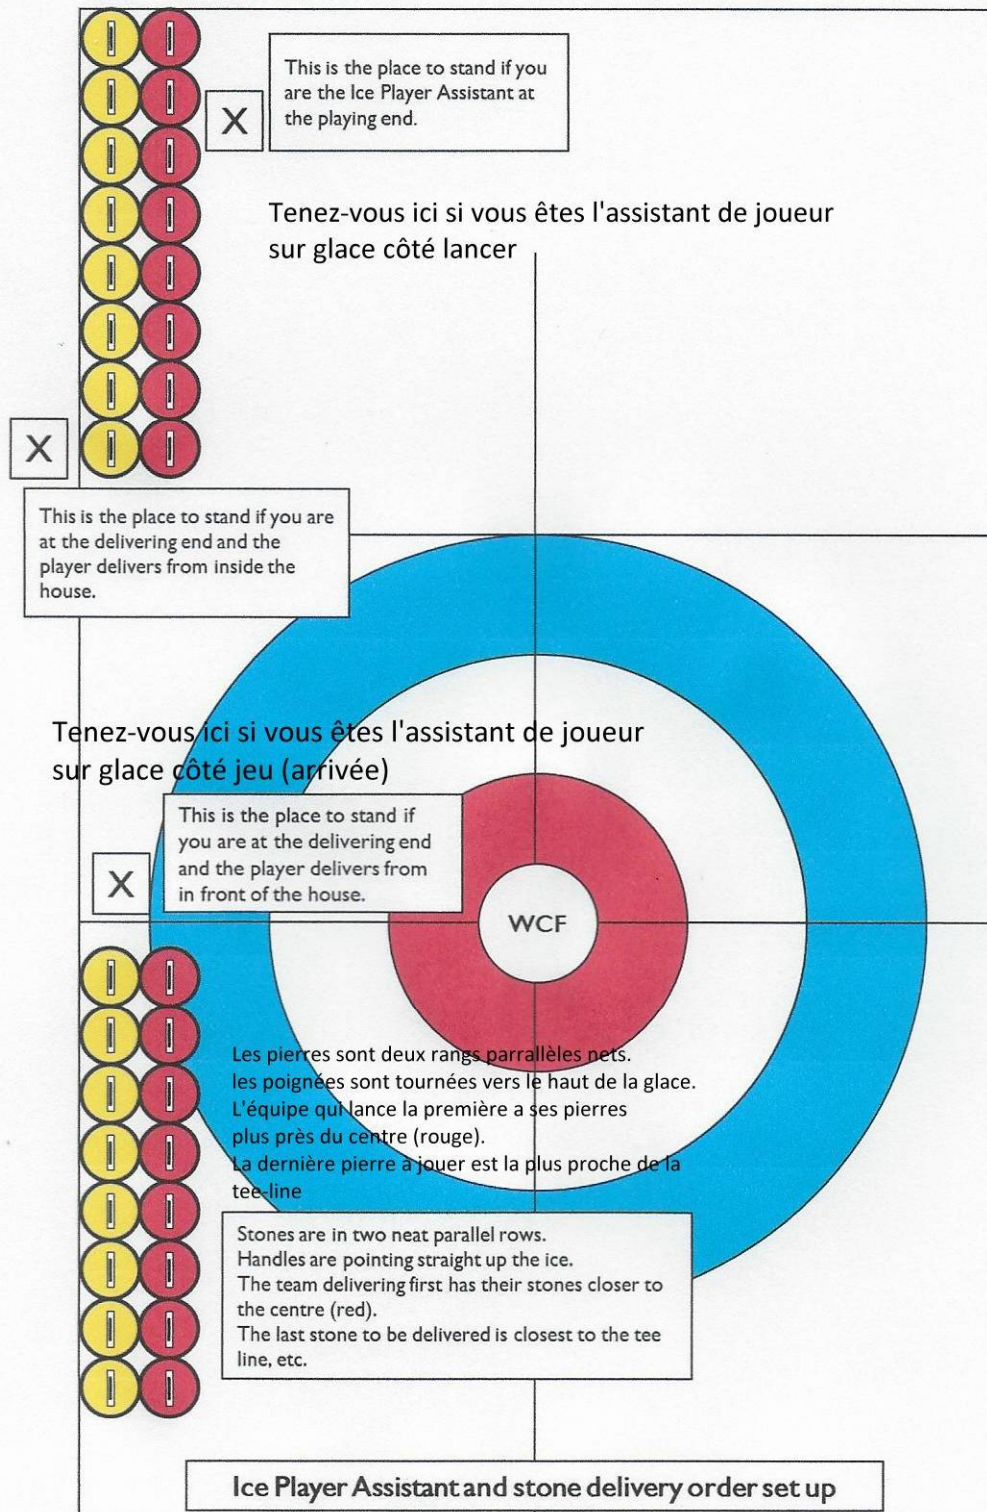 This is the place to stand if you
are the Ice Player Assistant at
the playing end.
X
Tenez-vous ici si vous êtes l'assistant de joueur
sur glace côté lancer
X
This is the place to stand if you are
at the delivering end and the
player delivers from inside the
house.
Tenez-vous ici si vous êtes l'assistant de joueur
sur glace côté jeu (arrivée)
This is the place to stand if
you are at the delivering end
and the player delivers from
in front of the house.
X
WCF
Les pierres sont deux rangs parrallèles nets.
les poignées sont tournées vers le haut de la glace.
L'équipe qui lance la première a ses pierres
plus près du centre (rouge).
La dernière pierre a jouer est la plus proche de la
tee-line
Stones are in two neat parallel rows.
Handles are pointing straight up the ice.
The team delivering first has their stones closer to
the centre (red).
The last stone to be delivered is closest to the tee
line, etc.
Ice Player Assistant and stone delivery order set up